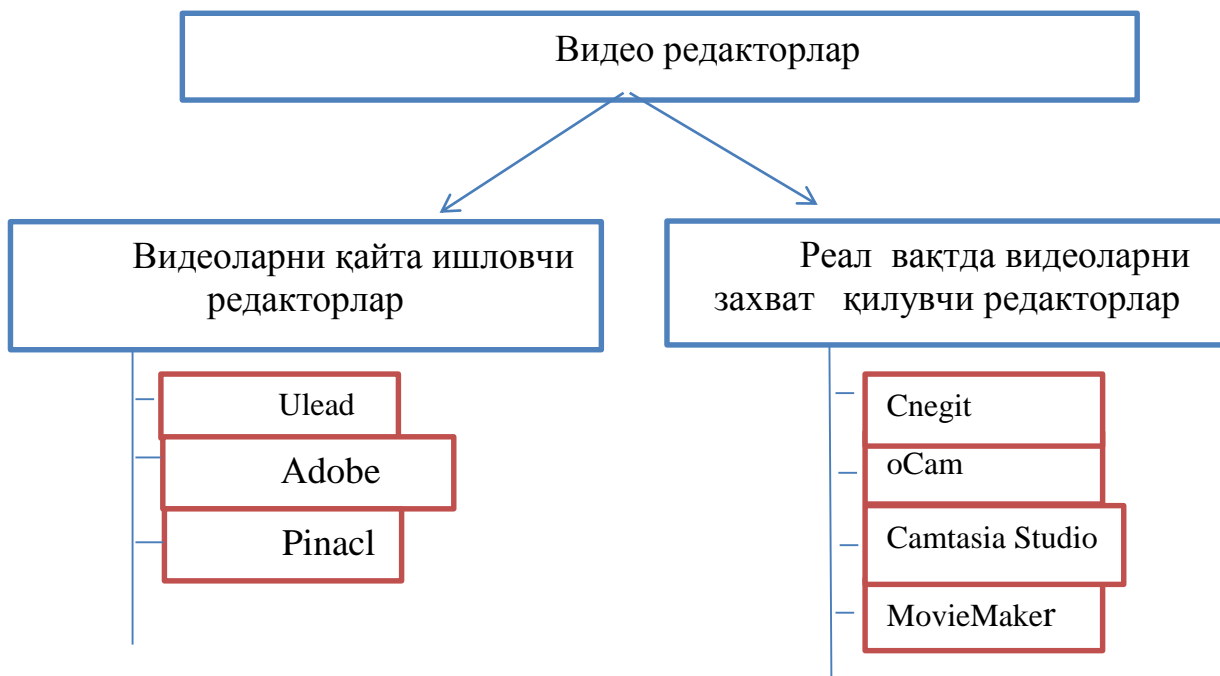 Видео редакторлар
Видеоларни қайта ишловчи
редакторлар
Ulead
Adobe
Pinacl
Реал вақтда видеоларни
захват қилувчи редакторлар
Cnegit
oCam
Camtasia Studio
MovieMaker